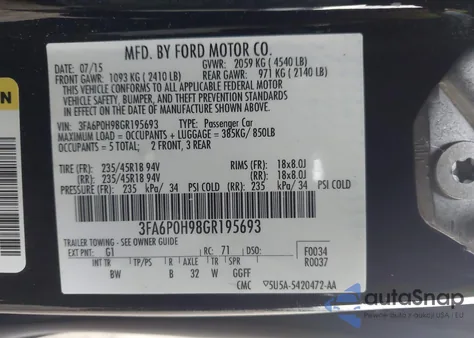 MFD. BY FORD MOTOR CO.
DATE: 07/15 GVWR: 2059 KG ( 4540 LB)
FRONT GAWR: 1093 KG ( 2410 LB) REAR GAWR: 971 KG ( 2140 LB)
THIS VEHICLE CONFORMS TO ALL APPLICABLE FEDERAL MOTOR
VEHICLE SAFETY, BUMPER, AND THEFT PREVENTION STANDARDS IN
EFFECT ON THE DATE OF MANUFACTURE SHOWN ABOVE.
VIN: 3FA6P0H98GR195693 TYPE: Passenger Car
MAXIMUM LOAD = OCCUPANTS + LUGGAGE = 385KG/ 850LB
OCCUPANTS = 5 TOTAL: 2 FRONT, 3 REAR
TIRE (FR): 235/45R18 94V RIMS (FR): 18x8.0J
(RR): 235/45R18 94V (RR): 18x8.0J
PRESSURE (FR): 235 kPa/ 34 PSI COLD (RR): 235 kPa/ 34 PSI COLD
3FA6P0H98GR195693
TRAILER TOWING - SEE OWNER GUIDE
EXT PNT: G1 RC: 71 DSO: F0034
R0037
INT TR TP/PS R AXLE TR SPR
BW B 32 W GGFF
CMC ▽5U5A-5420472-AA
autoSnap
Porównaj Auta z USA / EU